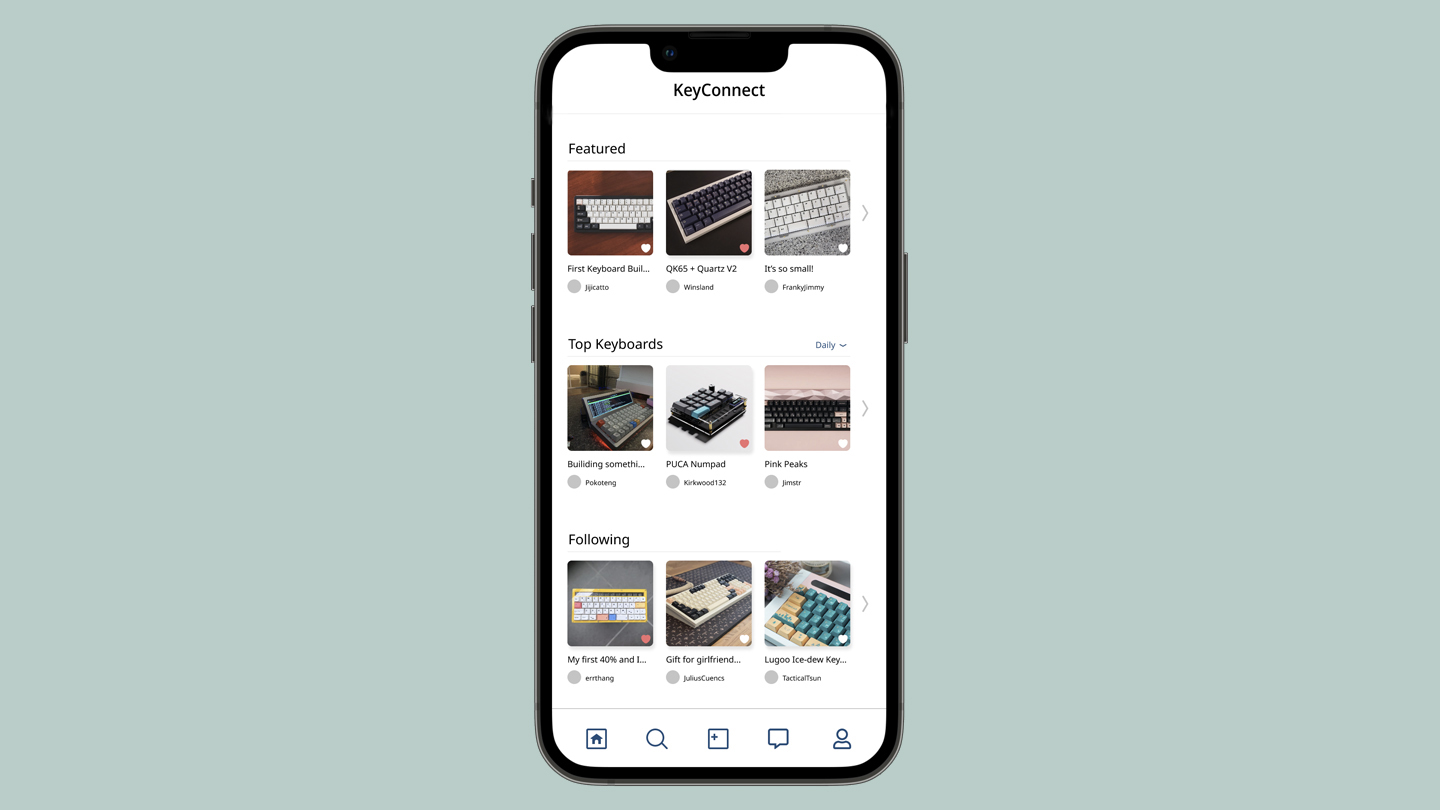 KeyConnect
Featured
First Keyboard Buil...
QK65 + Quartz V2
It's so small!
Jijicatto
Winsland
FrankyJimmy
Top Keyboards
Daily
Builiding somethi...
PUCA Numpad
Pink Peaks
Pokoteng
Kirkwood132
Jimstr
Following
My first 40% and I...
Gift for girlfriend...
Lugoo Ice-dew Key...
errthang
JuliusCuencs
TacticalTsun